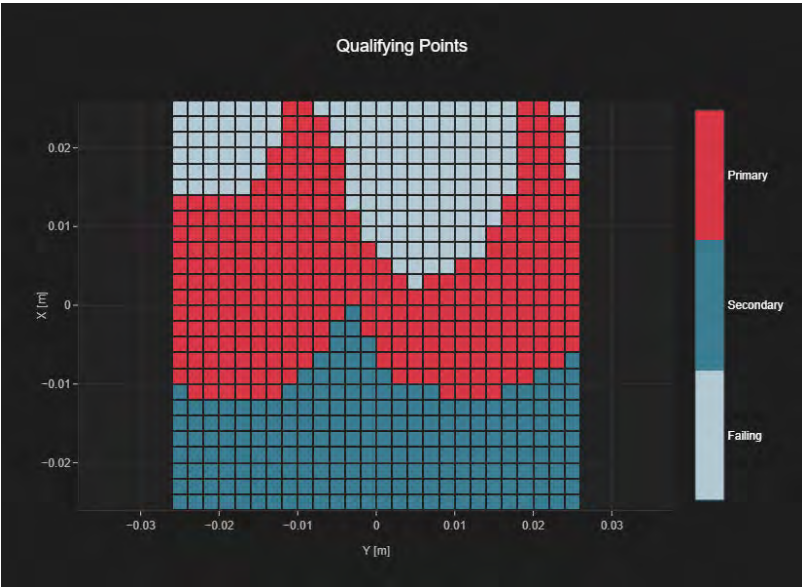 Qualifying Points
0.02
0.01
0
−0.01
−0.02
X [m]
−0.03
−0.02
−0.01
0
0.01
0.02
0.03
Y [m]
Primary
Secondary
Failing